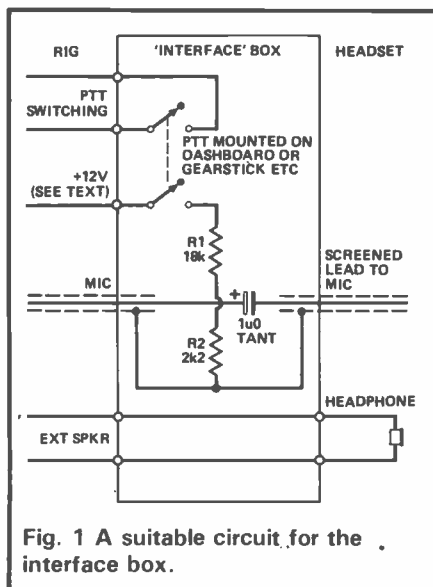 RIG
'INTERFACE' BOX
HEADSET
PTT
SWITCHING
PTT MOUNTED ON
DASHBOARD OR
GEARSTICK ETC
+12V
(SEE TEXT)
R1
18k
SCREENED
LEAD TO
MIC
MIC
+
1u0
TANT
R2
2k2
HEADPHONE
EXT SPKR
Fig. 1 A suitable circuit for the
interface box.